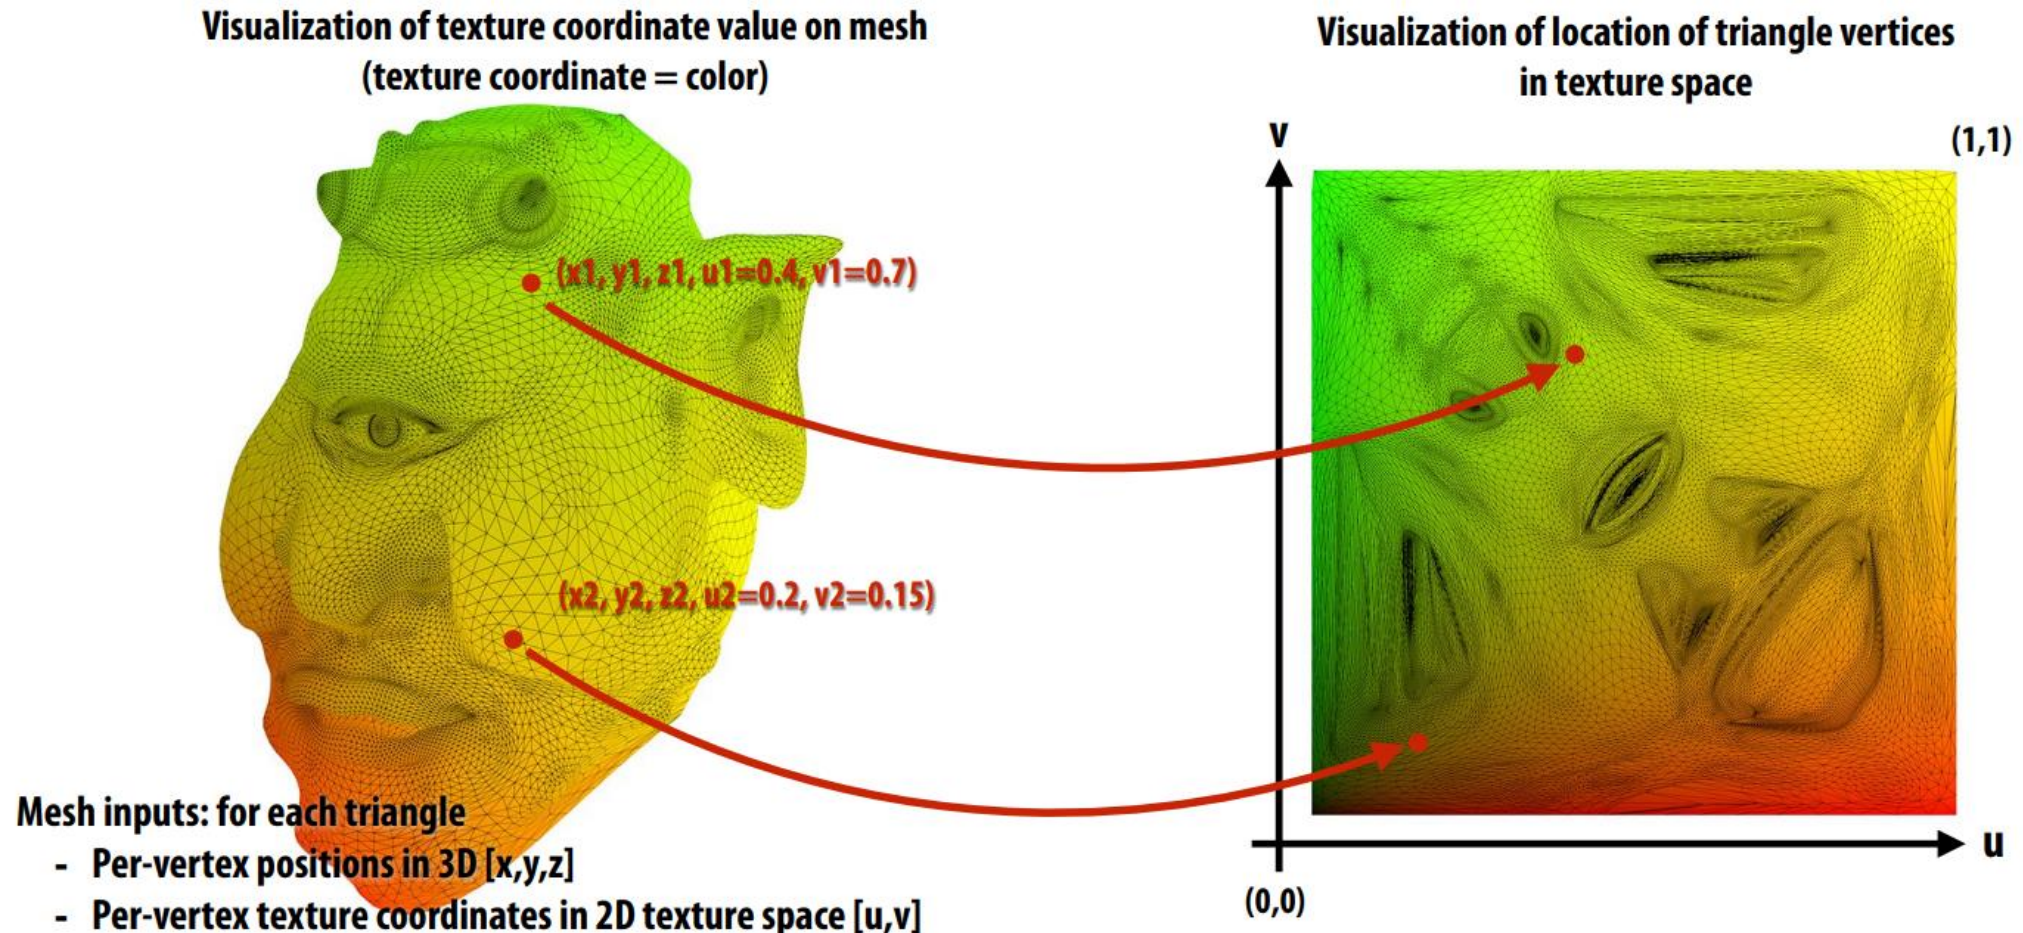 Visualization of texture coordinate value on mesh
(texture coordinate = color)
Visualization of location of triangle vertices
in texture space
v
(1,1)
(x1, y1, z1, u1=0.4, v1=0.7)
(x2, y2, z2, u2=0.2, v2=0.15)
u
(0,0)
Mesh inputs: for each triangle
- Per-vertex positions in 3D [x,y,z]
- Per-vertex texture coordinates in 2D texture space [u,v]